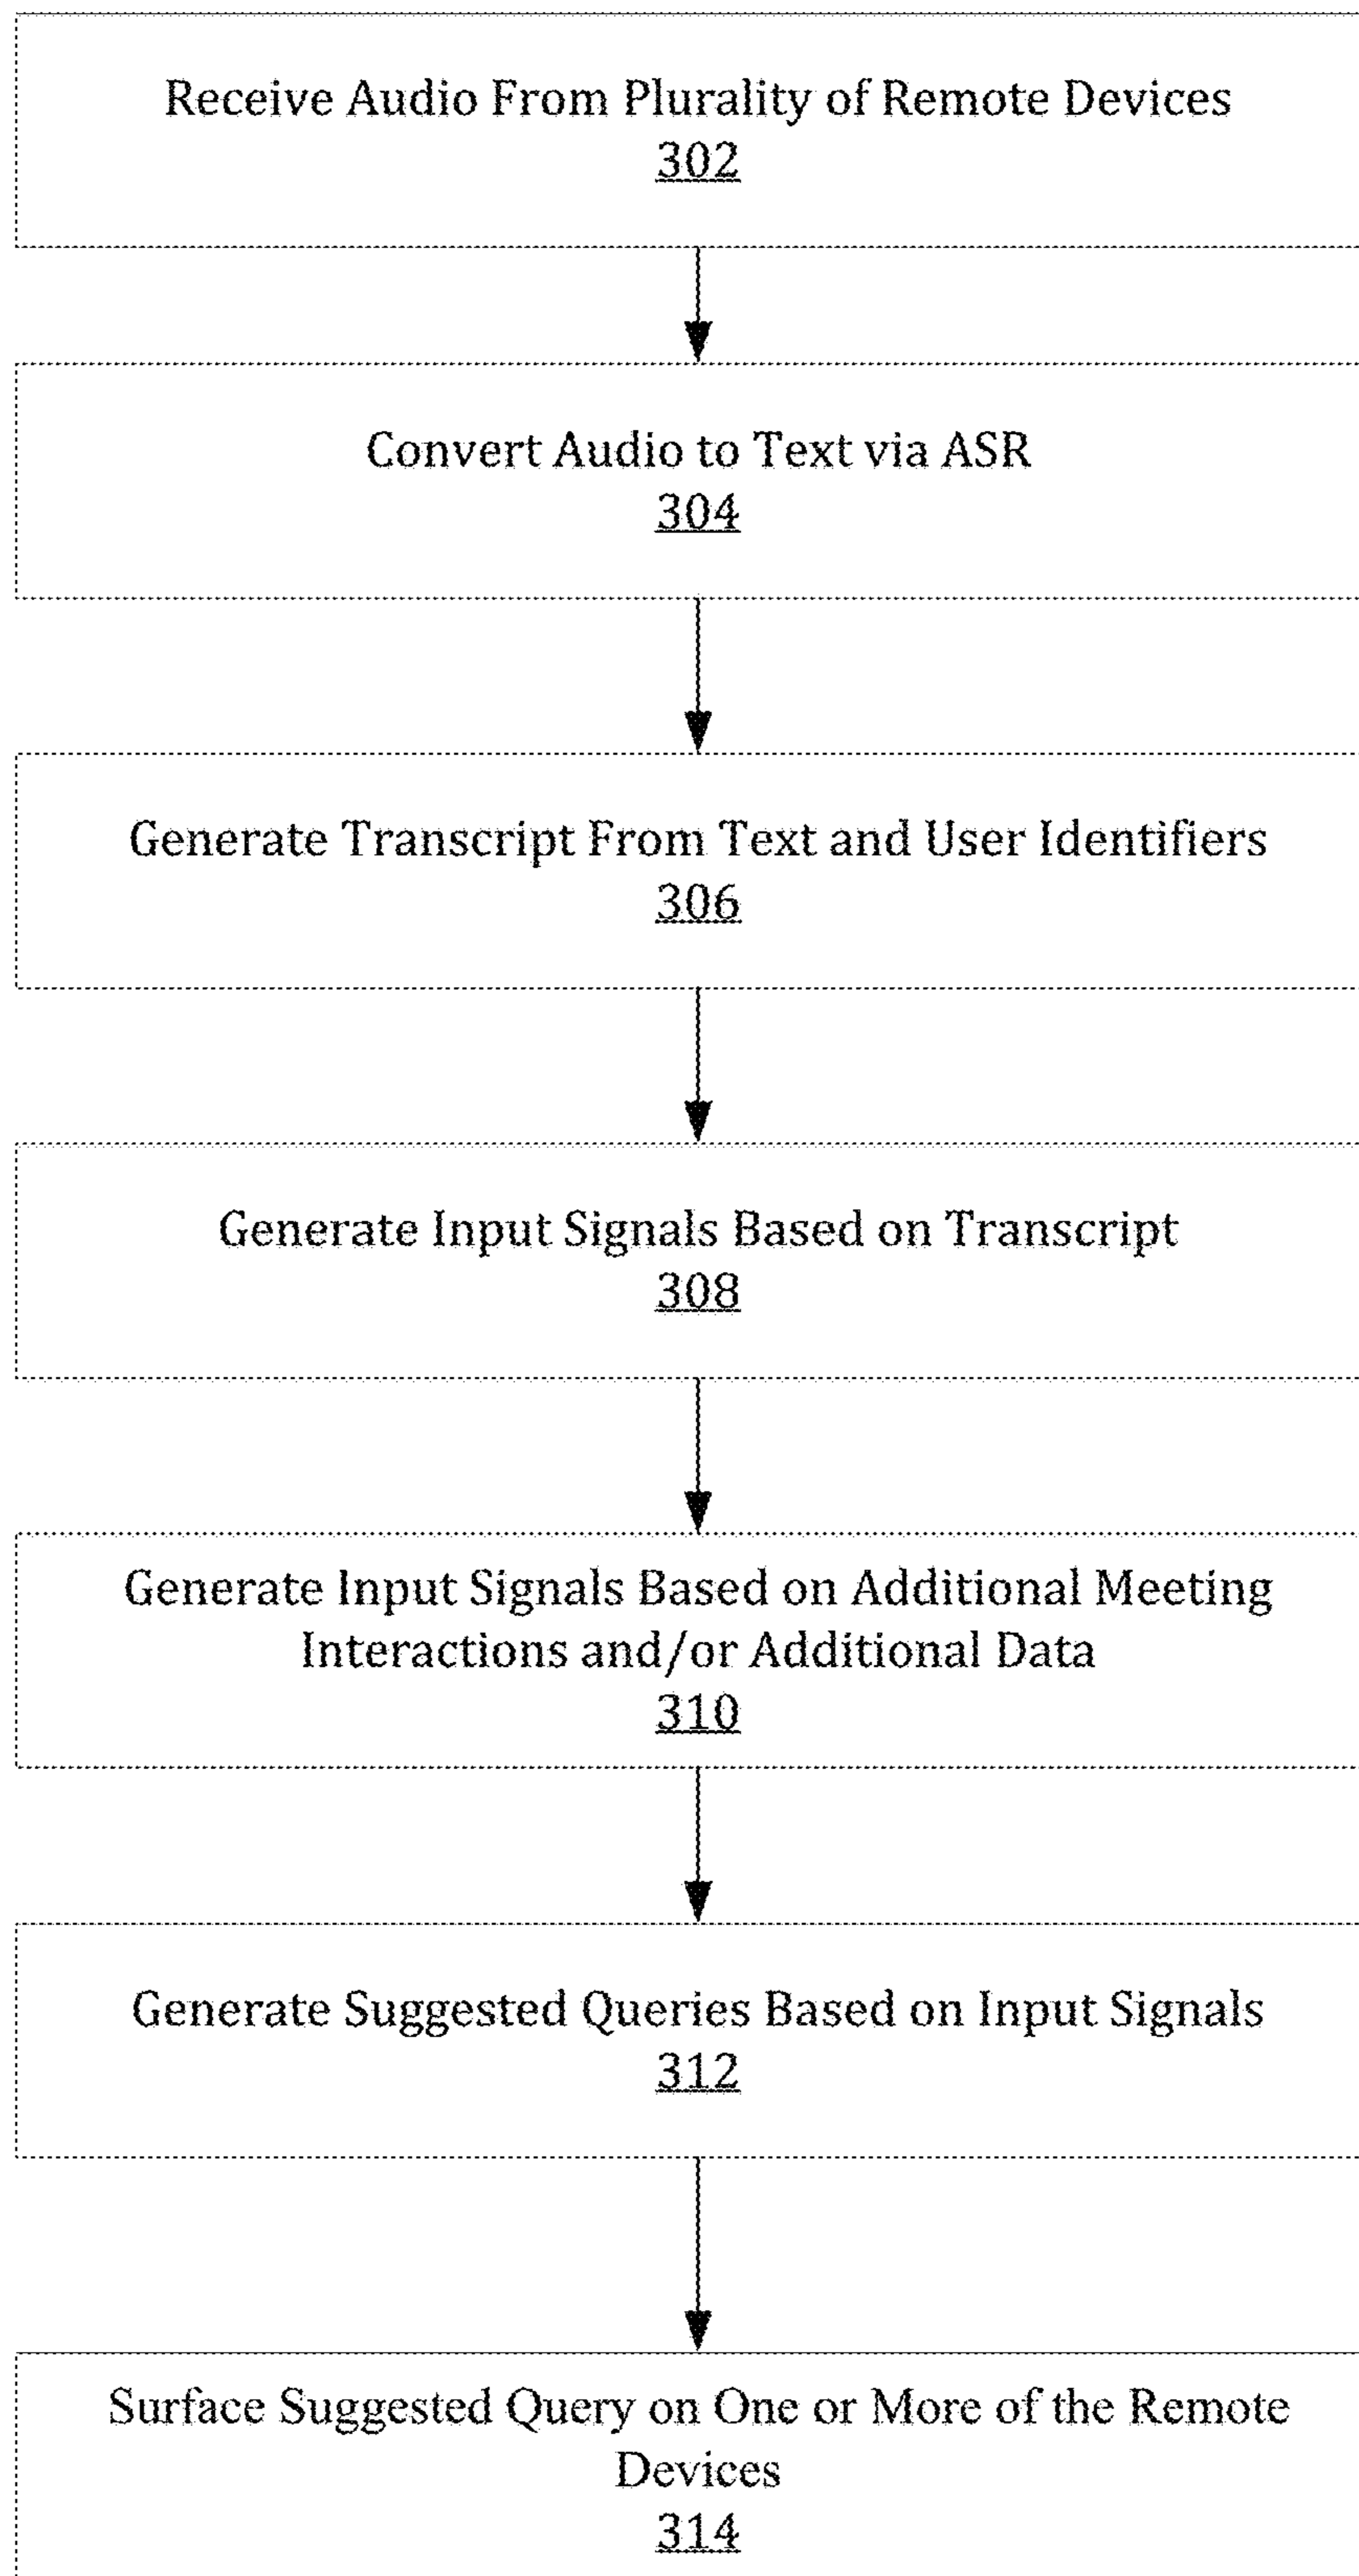 Receive Audio From Plurality of Remote Devices
302
Convert Audio to Text via ASR
304
Generate Transcript From Text and User Identifiers
306
Generate Input Signals Based on Transcript
308
Generate Input Signals Based on Additional Meeting
Interactions and/or Additional Data
310
Generate Suggested Queries Based on Input Signals
312
Surface Suggested Query on One or More of the Remote
Devices
314